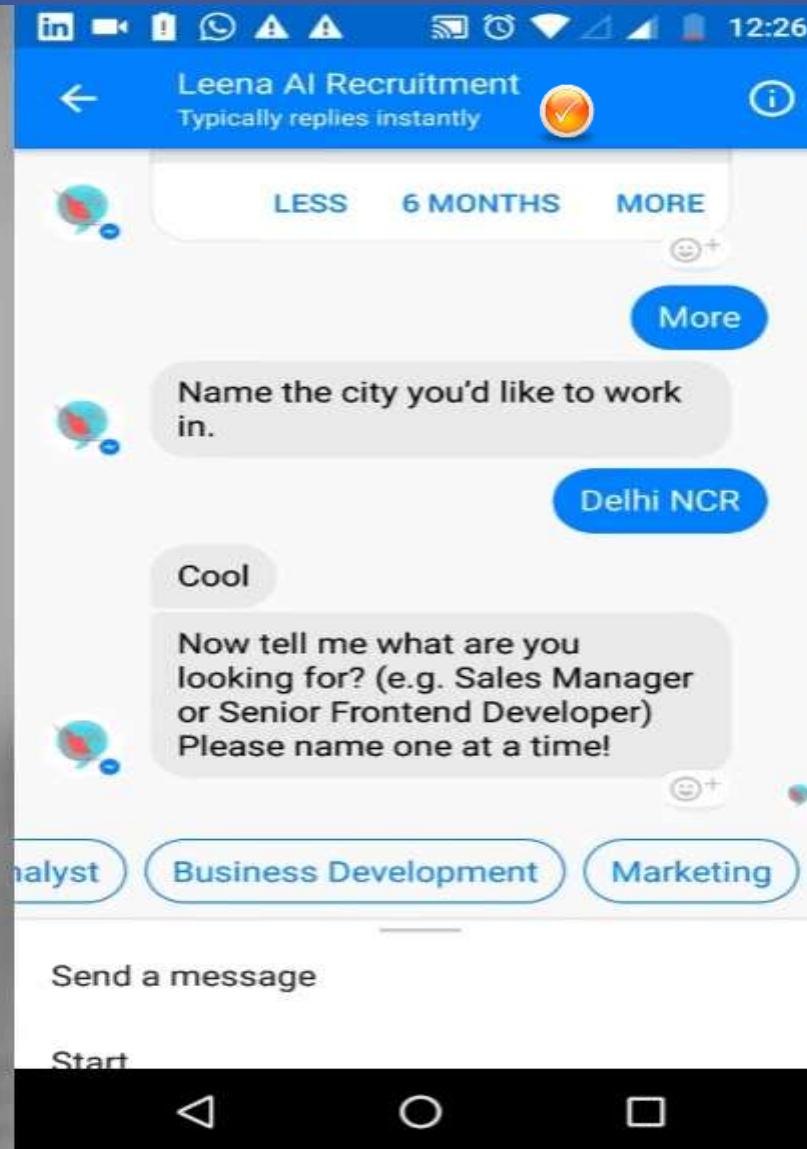 12:26
Leena AI Recruitment
Typically replies instantly
LESS 6 MONTHS MORE
More
Name the city you'd like to work
in.
Delhi NCR
Cool
Now tell me what are you
looking for? (e.g. Sales Manager
or Senior Frontend Developer)
Please name one at a time!
nalyst Business Development Marketing
Send a message
Start